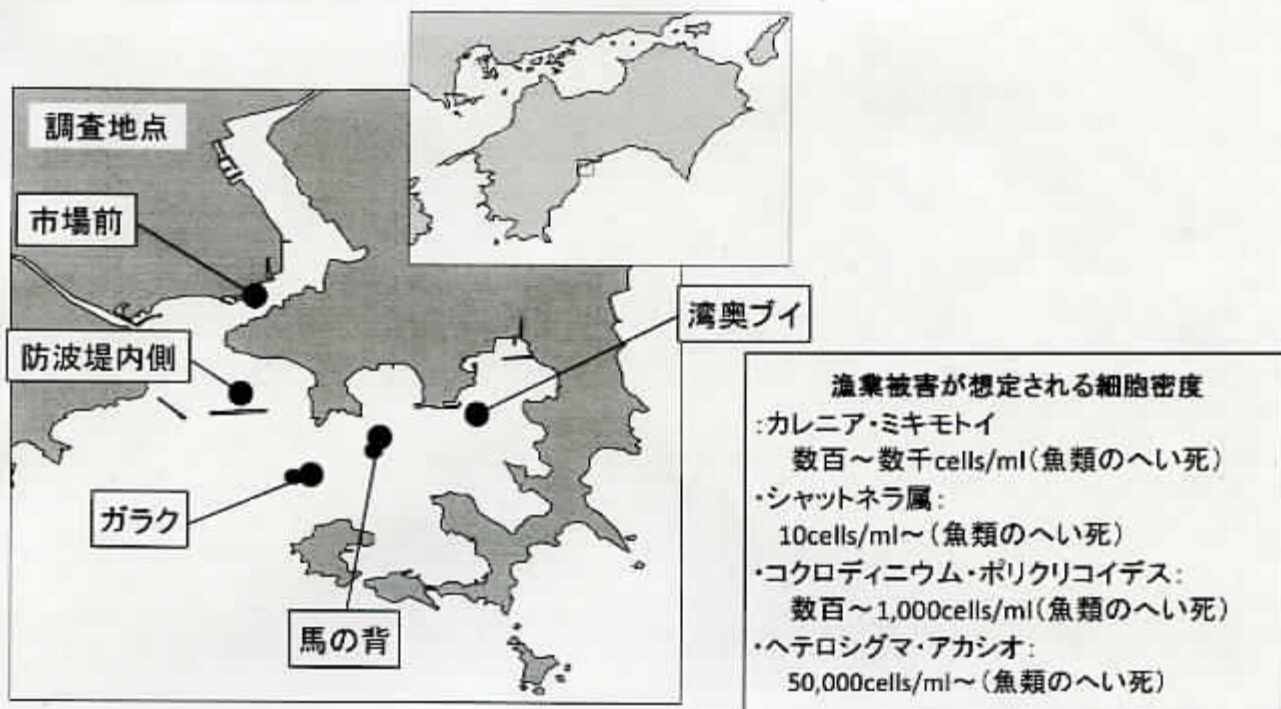 調査地点
市場前
湾奥ブイ
防波堤内側
ガラク
馬の背
漁業被害が想定される細胞密度
:カレニア・ミキモトイ
数百～数千cells/ml(魚類のへい死)
・シャットネラ属:
10cells/ml～(魚類のへい死)
・コクロディニウム・ポリクリコイデス:
数百～1,000cells/ml(魚類のへい死)
・ヘテロシグマ・アカシオ:
50,000cells/ml～(魚類のへい死)